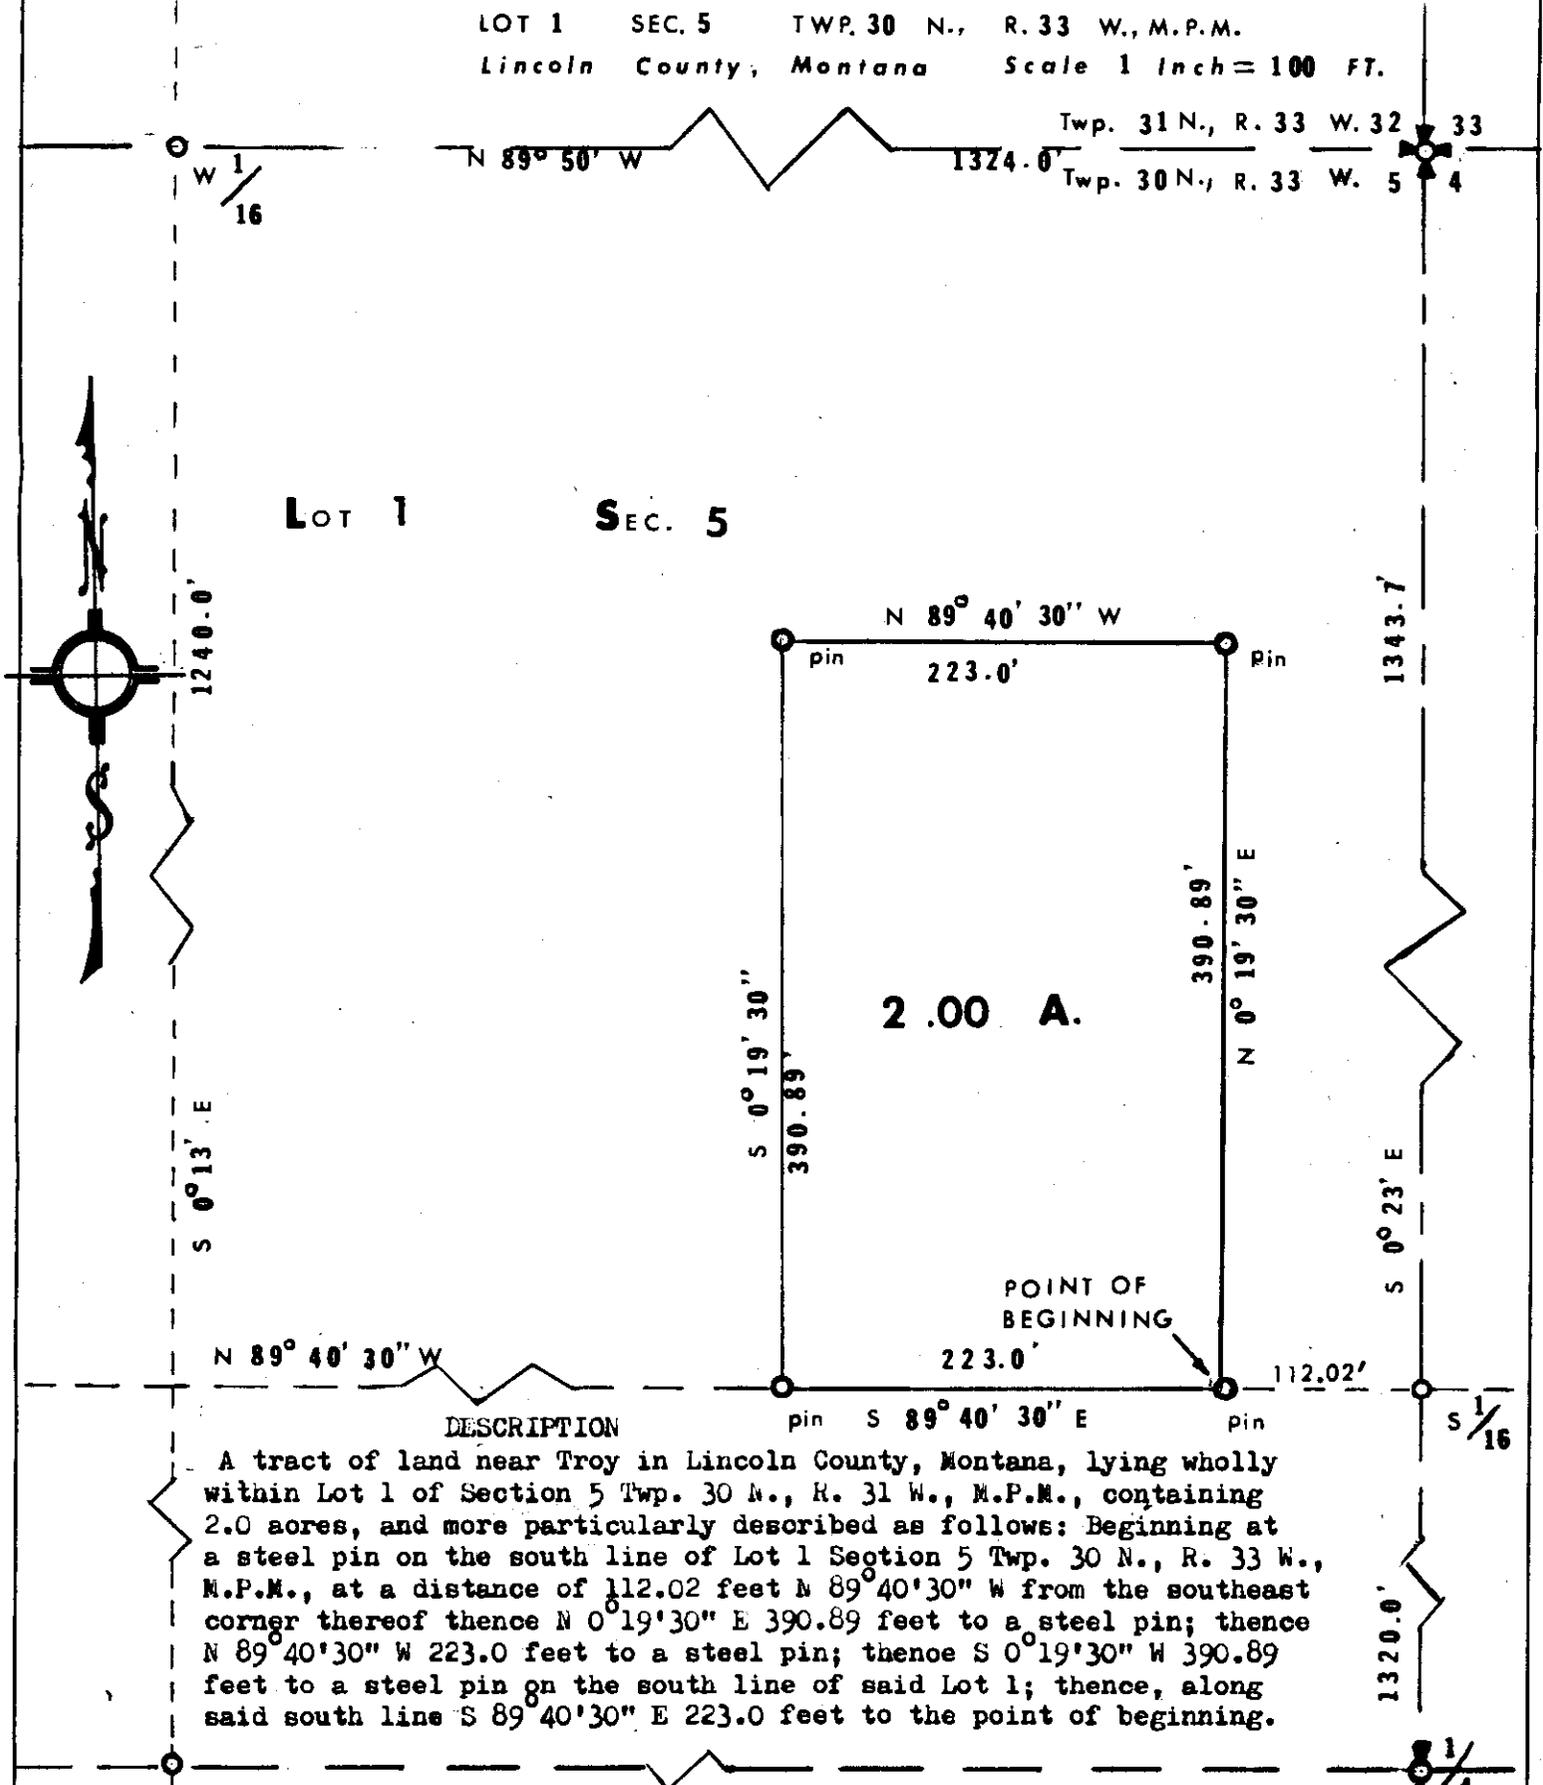 LOT 1 SEC. 5 TWP. 30 N., R. 33 W., M.P.M.
Lincoln County, Montana Scale 1 Inch = 100 FT.
Twp. 31 N., R. 33 W. 32 33
N 89° 50' W 1324.0'
Twp. 30 N., R. 33 W. 5 4
W 1/16
N
LOT 1 SEC. 5
1240.0'
1343.7'
N 89° 40' 30" W
pin
223.0'
Pin
S
390.89'
N 0° 19' 30" E
S 0° 19' 30"
390.89'
2.00 A.
S 0° 13' E
S 0° 23' E
POINT OF
BEGINNING
N 89° 40' 30" W
223.0'
112.02'
pin S 89° 40' 30" E pin
S 1/16
DESCRIPTION
A tract of land near Troy in Lincoln County, Montana, lying wholly
within Lot 1 of Section 5 Twp. 30 N., R. 31 W., M.P.M., containing
2.0 aores, and more particularly described as follows: Beginning at
a steel pin on the south line of Lot 1 Section 5 Twp. 30 N., R. 33 W.,
M.P.M., at a distance of 112.02 feet N 89°40'30" W from the southeast
corner thereof thence N 0°19'30" E 390.89 feet to a steel pin; thence
N 89°40'30" W 223.0 feet to a steel pin; thenoe S 0°19'30" W 390.89
feet to a steel pin on the south line of said Lot 1; thence, along
said south line S 89°40'30" E 223.0 feet to the point of beginning.
1320.0'